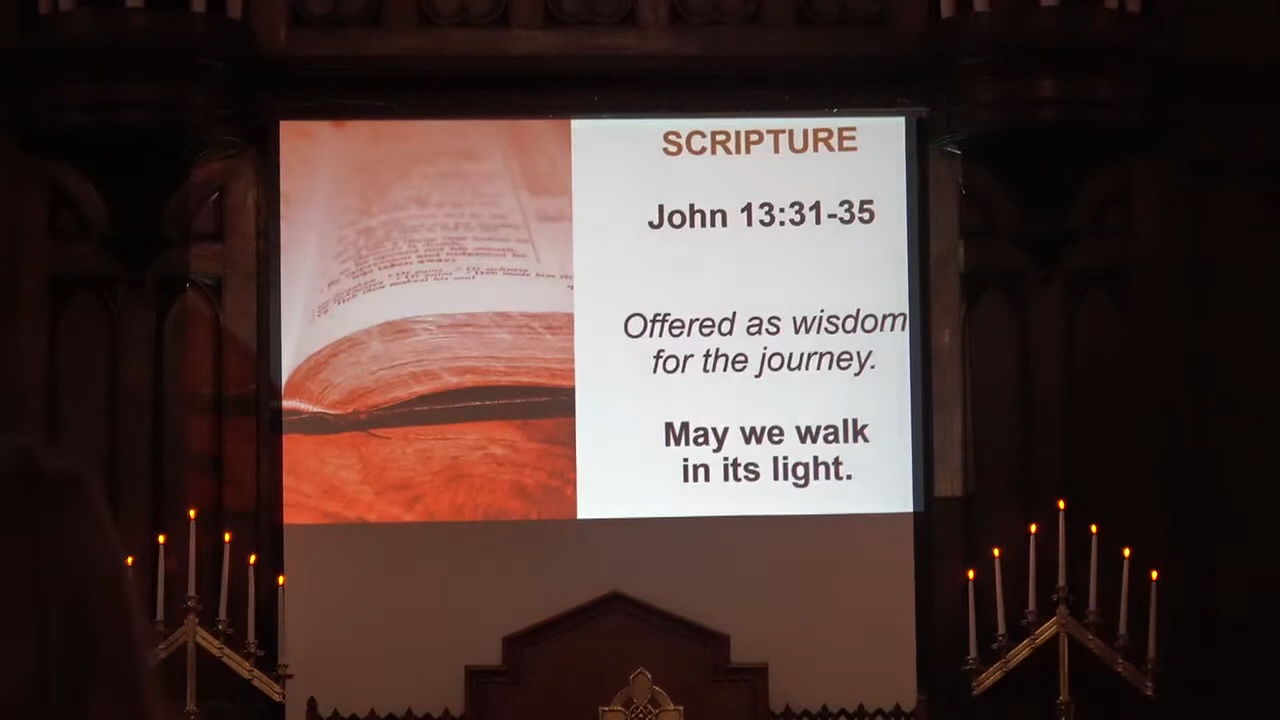 SCRIPTURE
John 13:31-35
Offered as wisdom
for the journey.
May we walk
in its light.